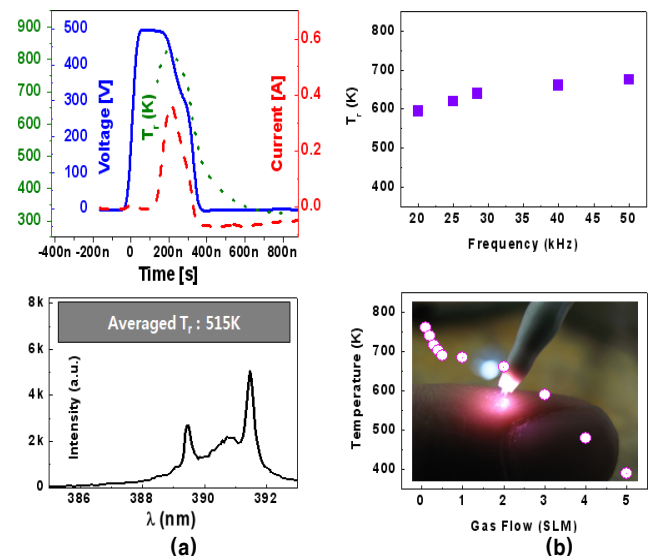 900
800
700
600
500
400
300
Tr (K)
500
400
300
200
100
0
Voltage [V]
0.6
0.4
0.2
0.0
Current [A]
-400n -200n 0 200n 400n 600n 800n
Time [s]
800
700
600
500
400
Tr (K)
20 25 30 35 40 45 50
Frequency (kHz)
8k
6k
4k
2k
0
Intensity (a.u.)
Averaged Tr : 515K
386 388 390 392
λ (nm)
(a)
800
700
600
500
400
Temperature (K)
0 1 2 3 4 5
Gas Flow (SLM)
(b)